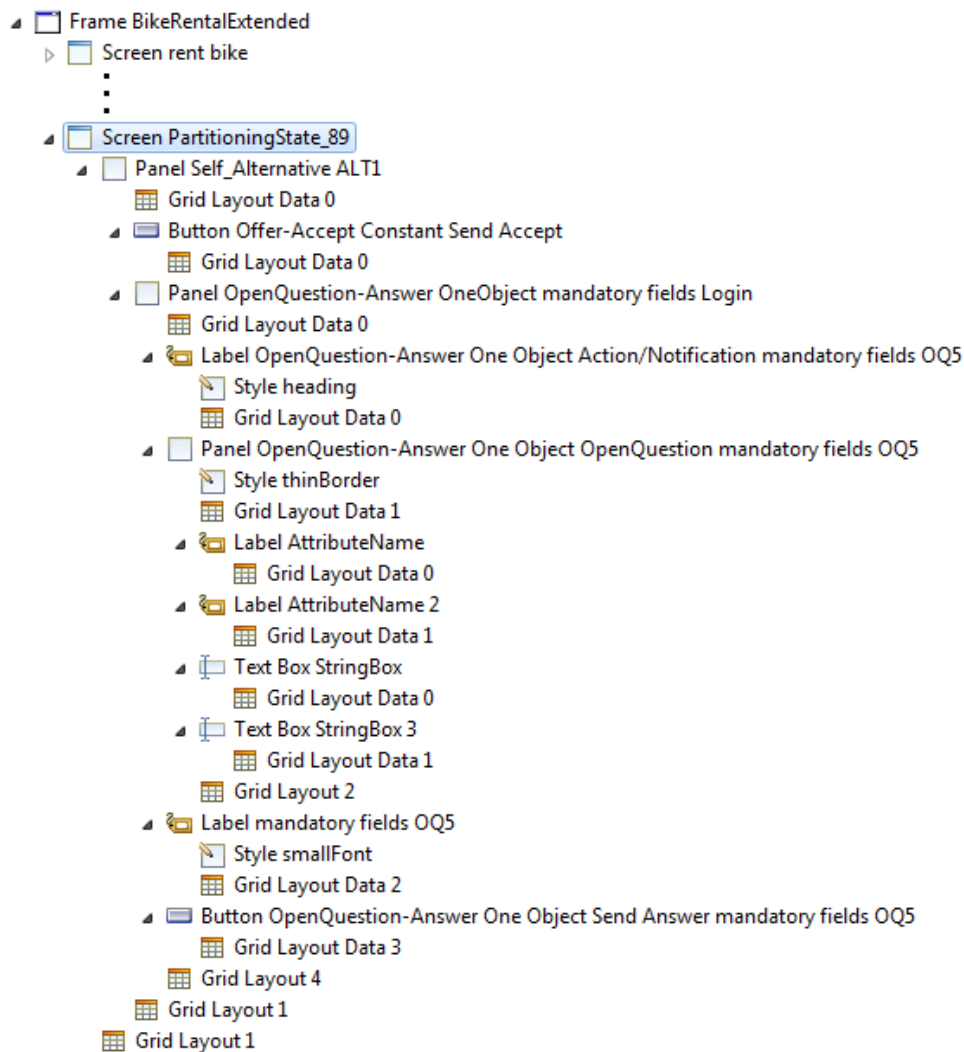 Frame BikeRentalExtended
Screen rent bike
Screen PartitioningState_89
Panel Self_Alternative ALT1
Grid Layout Data 0
Button Offer-Accept Constant Send Accept
Grid Layout Data 0
Panel OpenQuestion-Answer OneObject mandatory fields Login
Grid Layout Data 0
Label OpenQuestion-Answer One Object Action/Notification mandatory fields OQ5
Style heading
Grid Layout Data 0
Panel OpenQuestion-Answer One Object OpenQuestion mandatory fields OQ5
Style thinBorder
Grid Layout Data 1
Label AttributeName
Grid Layout Data 0
Label AttributeName 2
Grid Layout Data 1
Text Box StringBox
Grid Layout Data 0
Text Box StringBox 3
Grid Layout Data 1
Grid Layout 2
Label mandatory fields OQ5
Style smallFont
Grid Layout Data 2
Button OpenQuestion-Answer One Object Send Answer mandatory fields OQ5
Grid Layout Data 3
Grid Layout 4
Grid Layout 1
Grid Layout 1